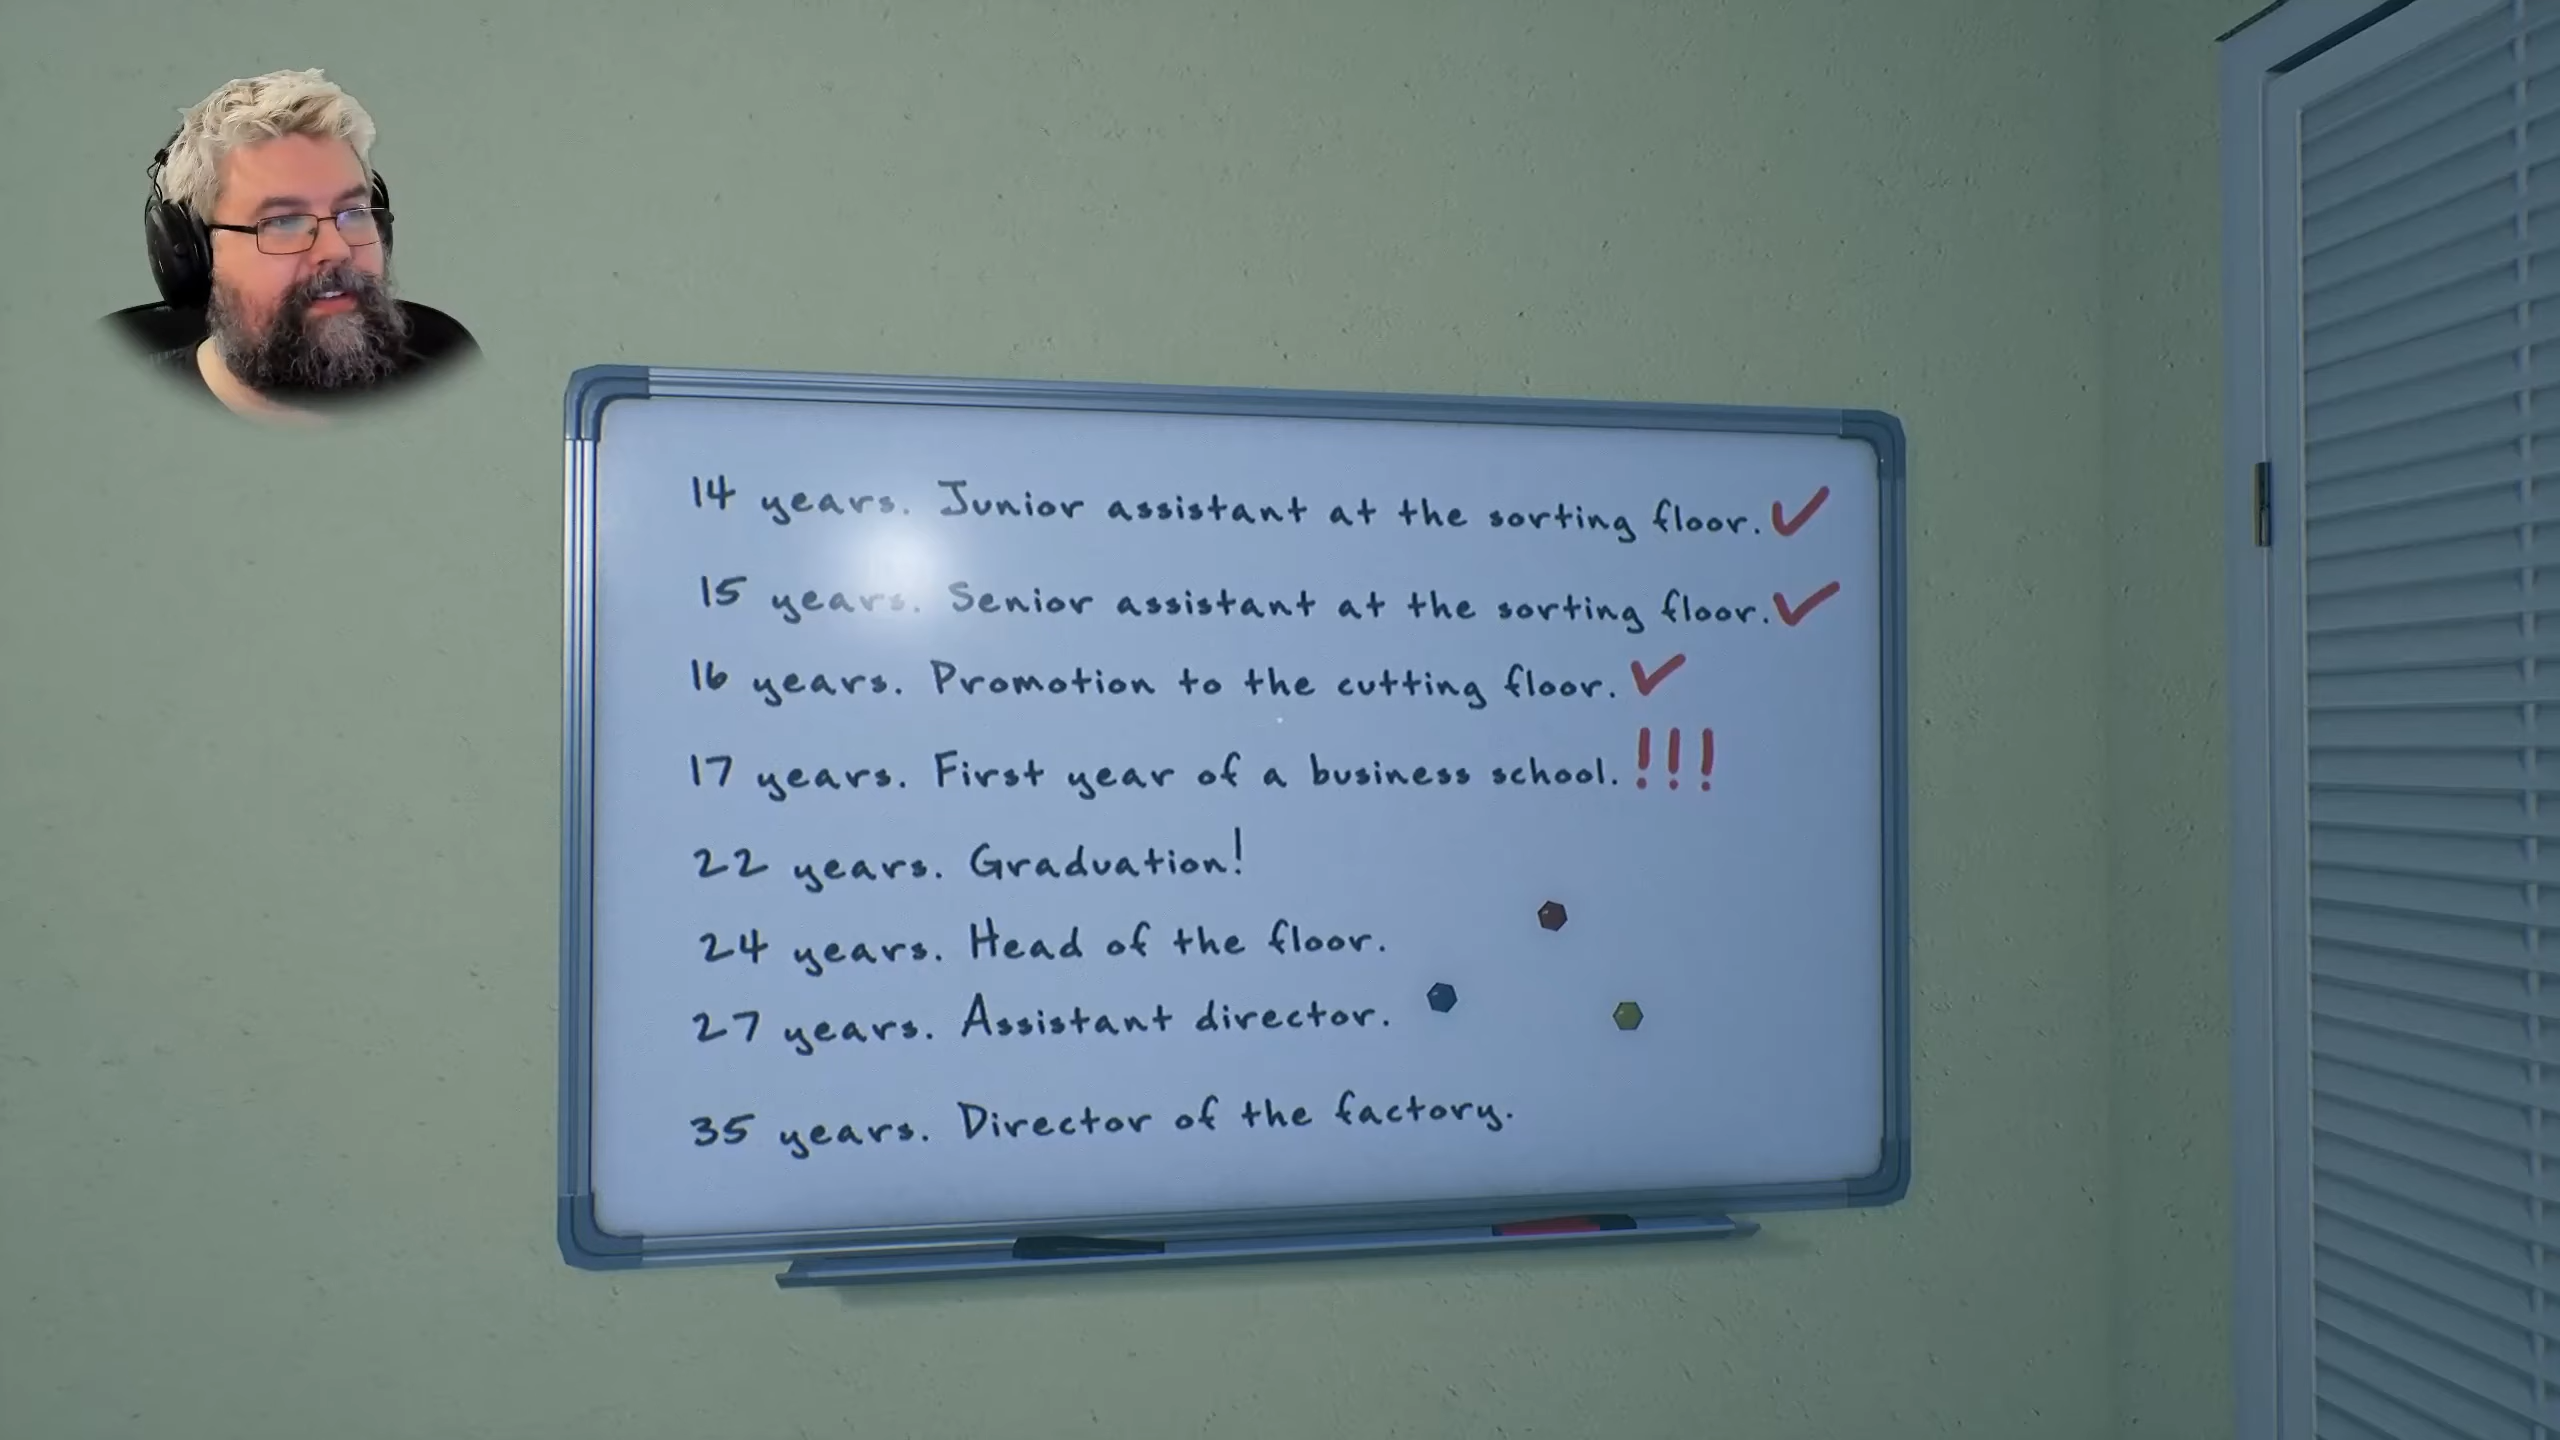 14 years. Junior assistant at the sorting floor. ✓
15 years. Senior assistant at the sorting floor. ✓
16 years. Promotion to the cutting floor. ✓
17 years. First year of a business school. !!!
22 years. Graduation!
24 years. Head of the floor.
27 years. Assistant director.
35 years. Director of the factory.